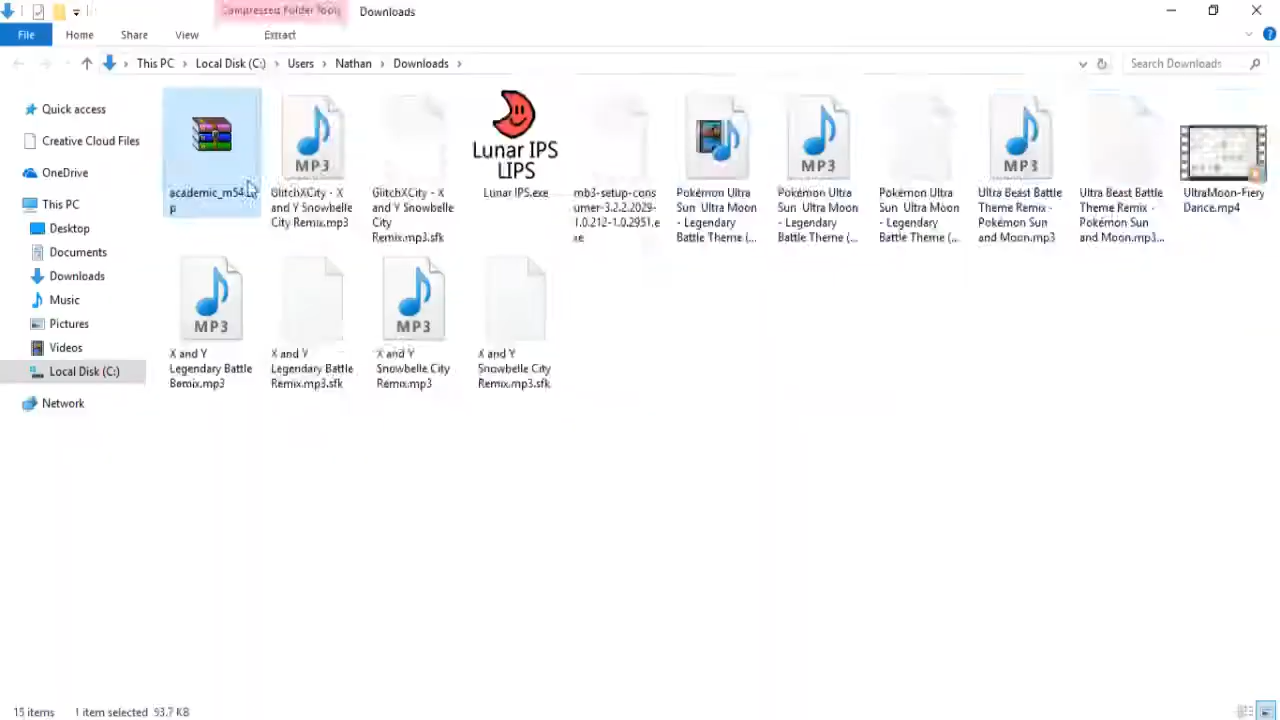 Compressed Folder Tools
Downloads
File
Home
Share
View
Extract
This PC
Local Disk (C:)
Users
Nathan
Downloads
Search Downloads
Quick access
Creative Cloud Files
OneDrive
This PC
Desktop
Documents
Downloads
Music
Pictures
Videos
Local Disk (C:)
Network
academic_m54.
p
MP3
GlitchXCity - X
and Y Snowbelle
City Remix.mp3
GlitchXCity - X
and Y Snowbelle
City
Remix.mp3.sfk
Lunar IPS
LIPS
Lunar IPS.exe
mb3-setup-cons
umer-3.2.2.2029-
1.0.212-1.0.2951.e
xe
Pokémon Ultra
Sun Ultra Moon
- Legendary
Battle Theme (...
MP3
Pokémon Ultra
Sun Ultra Moon
- Legendary
Battle Theme (...
Pokémon Ultra
Sun Ultra Moon
- Legendary
Battle Theme (...
MP3
Ultra Beast Battle
Theme Remix -
Pokémon Sun
and Moon.mp3
Ultra Beast Battle
Theme Remix -
Pokémon Sun
and Moon.mp3...
UltraMoon-Fiery
Dance.mp4
MP3
X and Y
Legendary Battle
Remix.mp3
X and Y
Legendary Battle
Remix.mp3.sfk
MP3
X and Y
Snowbelle City
Remix.mp3
X and Y
Snowbelle City
Remix.mp3.sfk
15 items
1 item selected 93.7 KB